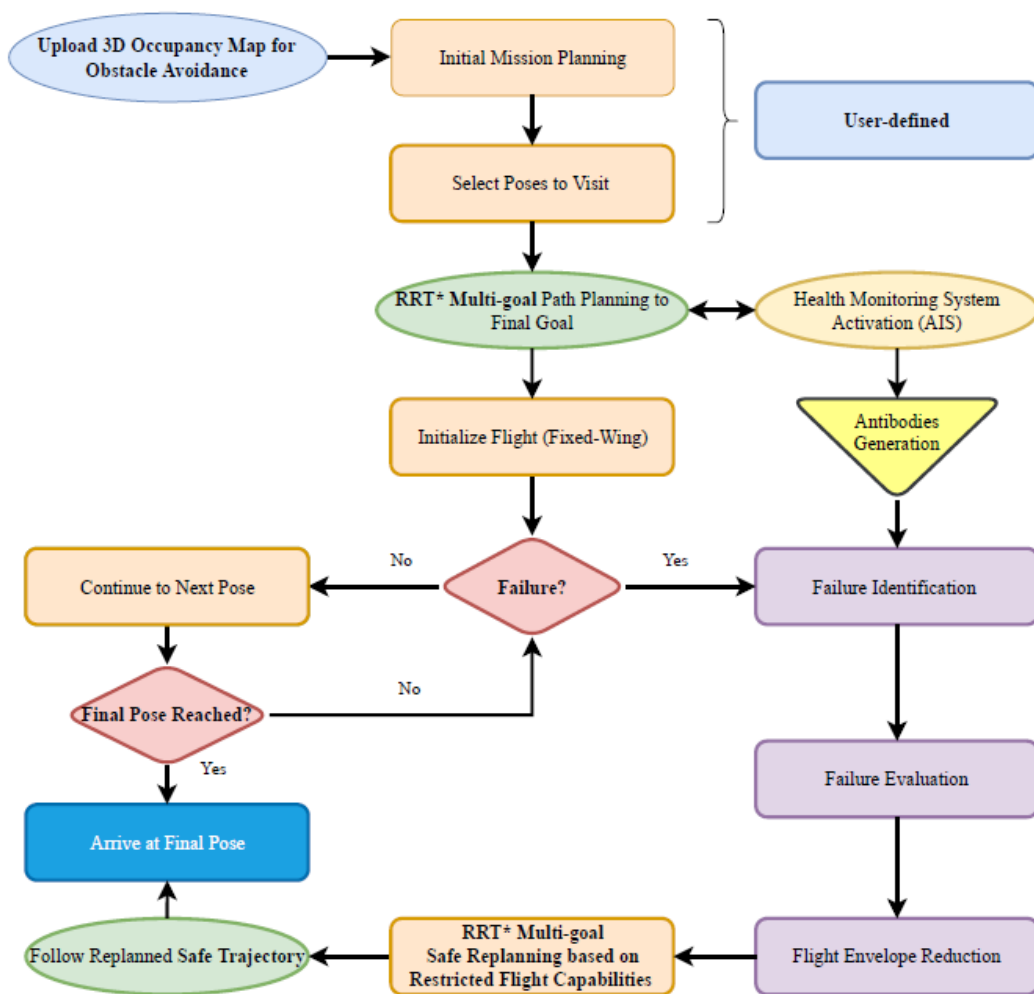 Upload 3D Occupancy Map for
Obstacle Avoidance
Initial Mission Planning
User-defined
Select Poses to Visit
RRT* Multi-goal Path Planning to
Final Goal
Health Monitoring System
Activation (AIS)
Initialize Flight (Fixed-Wing)
Antibodies
Generation
No
Yes
Continue to Next Pose
Failure?
Failure Identification
Final Pose Reached?
No
Yes
Failure Evaluation
Arrive at Final Pose
Follow Replanned Safe Trajectory
RRT* Multi-goal
Safe Replanning based on
Restricted Flight Capabilities
Flight Envelope Reduction